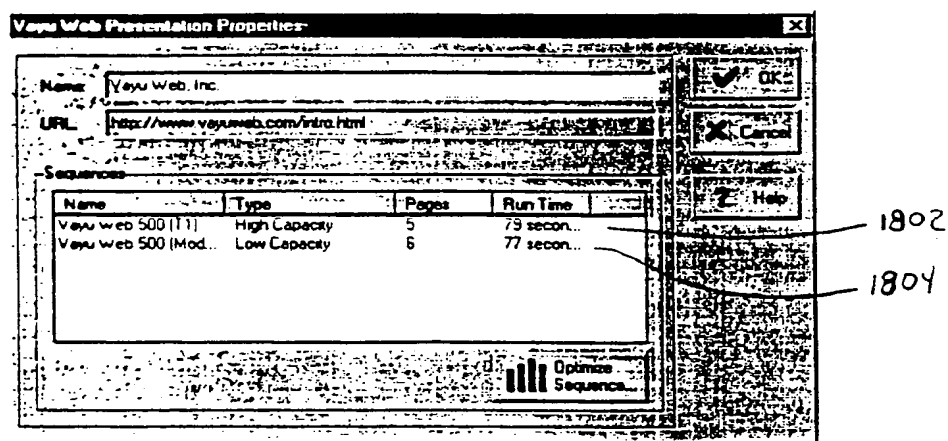 Vayu Web Presentation Properties
Name: Vayu Web, Inc.
URL: http://www.vayuweb.com/intro.html
OK
Cancel
Help
Sequences
Name Type Pages Run Time
Vayu Web 500 (T1) High Capacity 5 79 secon...
Vayu Web 500 (Mod... Low Capacity 6 77 secon...
1802
1804
Optimize
Sequence...